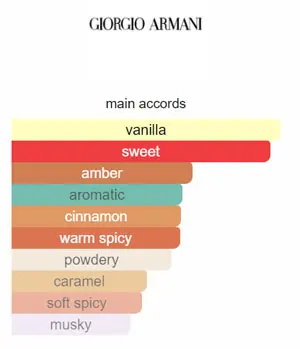 GIORGIO ARMANI
main accords
vanilla
sweet
amber
aromatic
cinnamon
warm spicy
powdery
caramel
soft spicy
musky